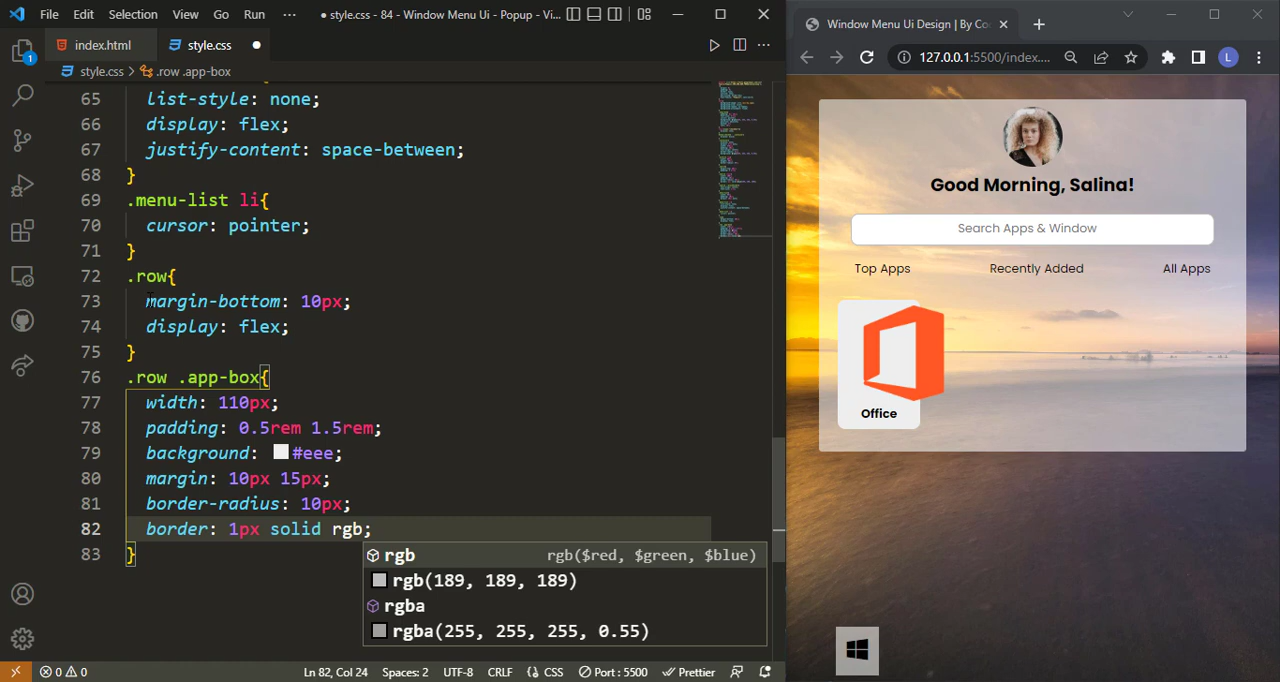 File Edit Selection View Go Run ··· ● style.css - 84 - Window Menu Ui - Popup - Vi...
index.html style.css ●
style.css > .row .app-box
65 list-style: none;
66 display: flex;
67 justify-content: space-between;
68 }
69 .menu-list li{
70 cursor: pointer;
71 }
72 .row{
73 margin-bottom: 10px;
74 display: flex;
75 }
76 .row .app-box{
77 width: 110px;
78 padding: 0.5rem 1.5rem;
79 background: #eee;
80 margin: 10px 15px;
81 border-radius: 10px;
82 border: 1px solid rgb;
83 }
rgb rgb($red, $green, $blue)
rgb(189, 189, 189)
rgba
rgba(255, 255, 255, 0.55)
1
0 0 Ln 82, Col 24 Spaces: 2 UTF-8 CRLF {} CSS Port : 5500 Prettier
Window Menu Ui Design | By Co
127.0.0.1:5500/index.... L
Good Morning, Salina!
Search Apps & Window
Top Apps Recently Added All Apps
Office